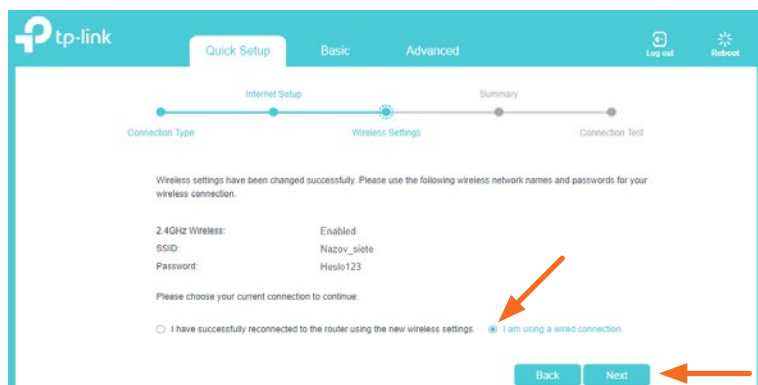 tp-link
Quick Setup Basic Advanced Log out Reboot
Internet Setup Summary
Connection Type Wireless Settings Connection Test
Wireless settings have been changed successfully. Please use the following wireless network names and passwords for your
wireless connection.
2.4GHz Wireless: Enabled
SSID: Nazov_siete
Password: Heslo123
Please choose your current connection to continue:
I have successfully reconnected to the router using the new wireless settings. I am using a wired connection.
Back Next